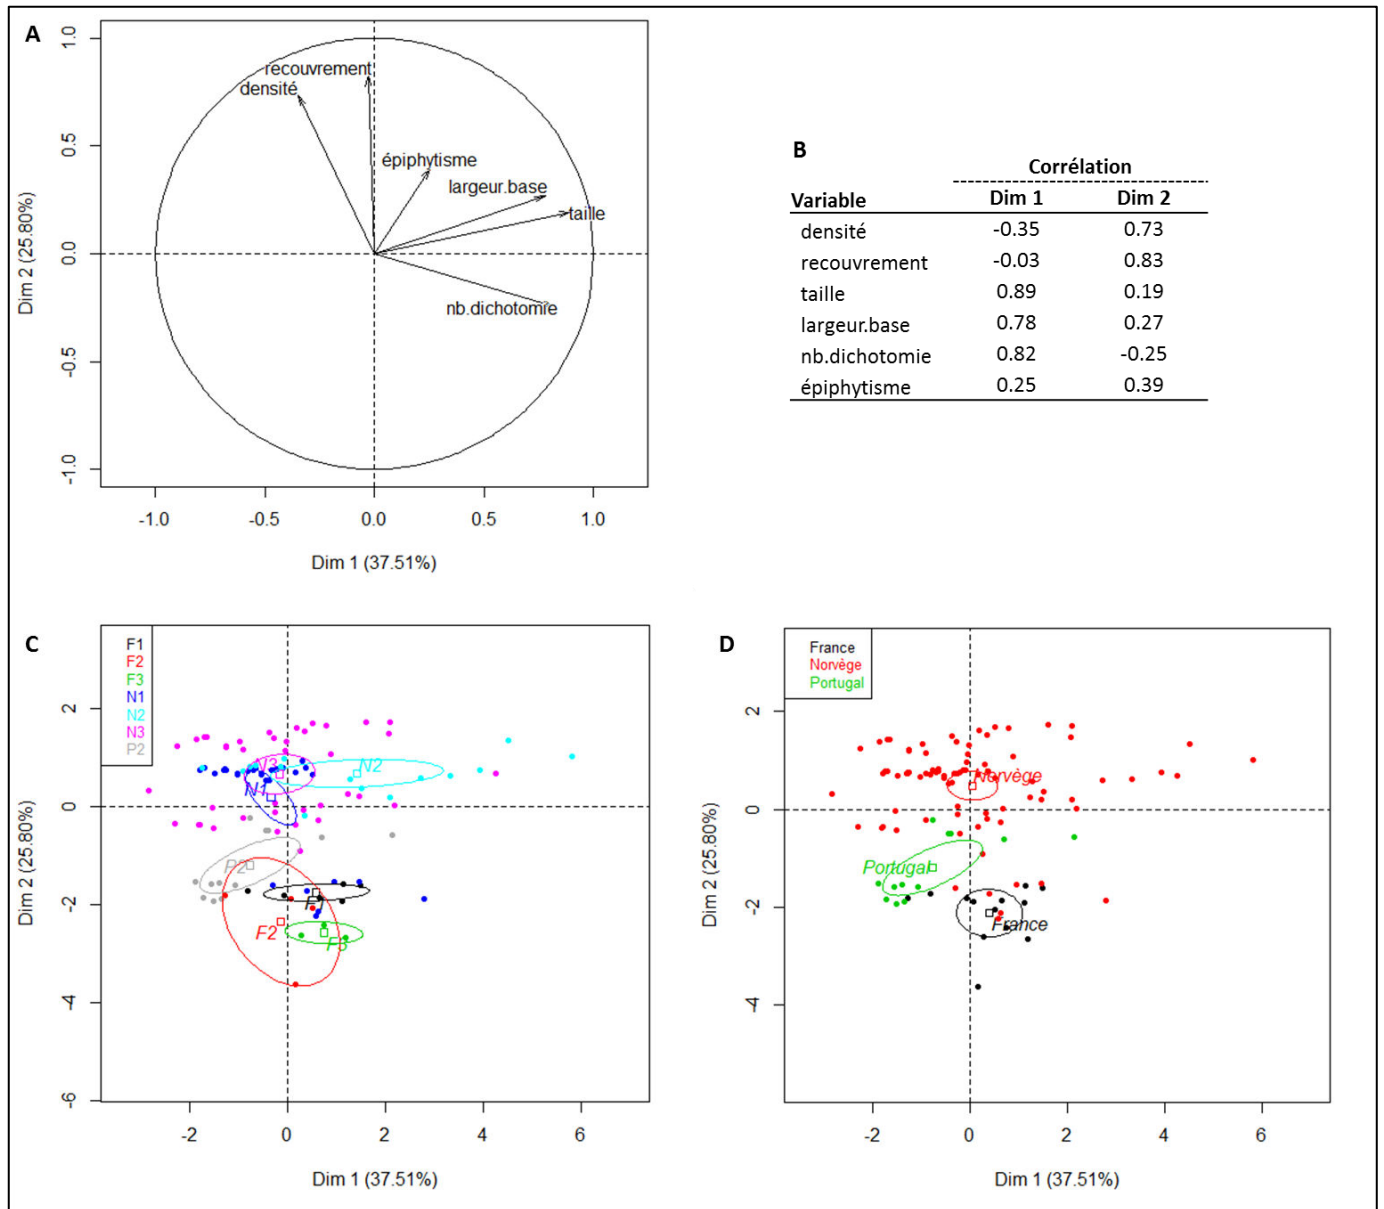 A
recouvrement
densité
épiphytisme
largeur.base
taille
nb.dichotomie
1.0
0.5
0.0
-0.5
-1.0
Dim 2 (25.80%)
-1.0 -0.5 0.0 0.5 1.0
Dim 1 (37.51%)
B
Corrélation
Variable Dim 1 Dim 2
densité -0.35 0.73
recouvrement -0.03 0.83
taille 0.89 0.19
largeur.base 0.78 0.27
nb.dichotomie 0.82 -0.25
épiphytisme 0.25 0.39
C
F1
F2
F3
N1
N2
N3
P2
N3
N2
N1
P2
F1
F2
F3
2
0
-2
-4
-6
Dim 2 (25.80%)
-2 0 2 4 6
Dim 1 (37.51%)
D
France
Norvège
Portugal
Norvège
Portugal
France
2
0
-2
-4
Dim 2 (25.80%)
-2 0 2 4 6
Dim 1 (37.51%)